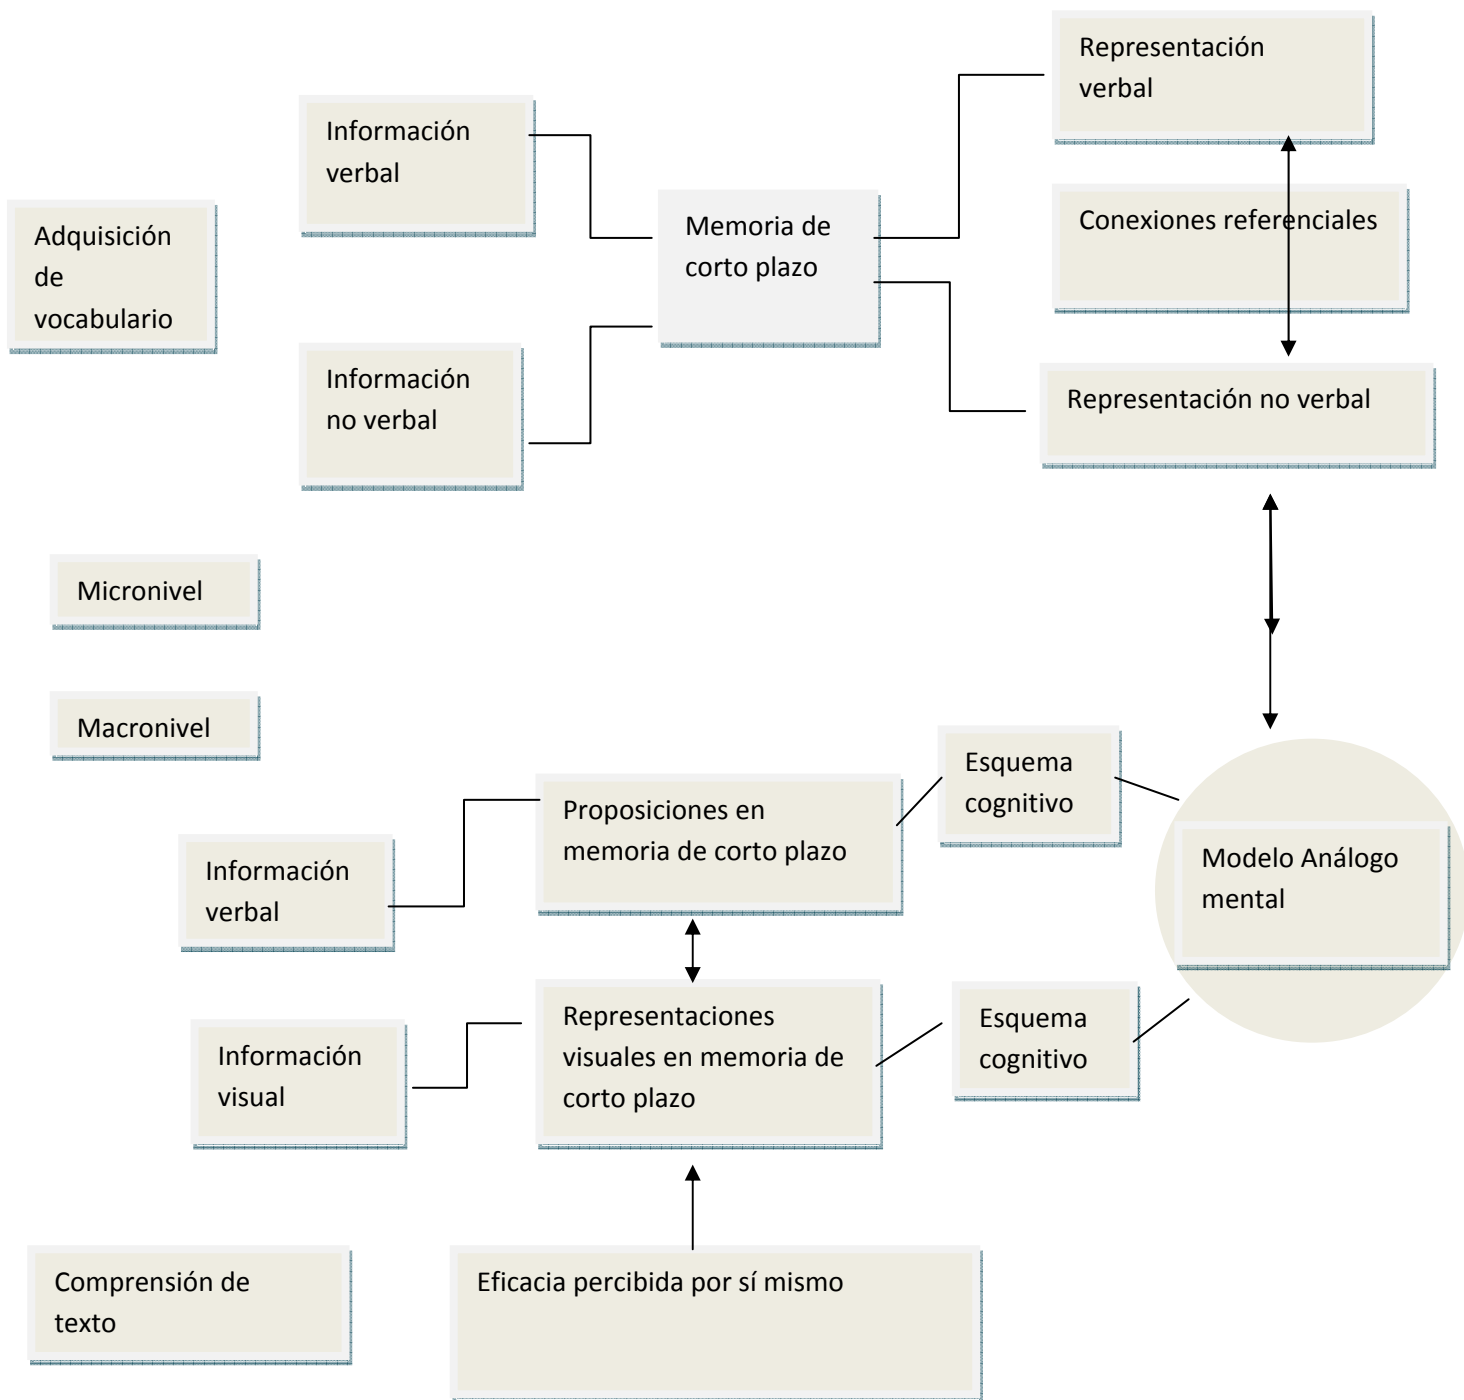 Representación
verbal
Información
verbal
Memoria de
corto plazo
Conexiones referenciales
Adquisición
de
vocabulario
Información
no verbal
Representación no verbal
Micronivel
Macronivel
Esquema
cognitivo
Proposiciones en
memoria de corto plazo
Modelo Análogo
mental
Información
verbal
Representaciones
visuales en memoria de
corto plazo
Esquema
cognitivo
Información
visual
Comprensión de
texto
Eficacia percibida por sí mismo